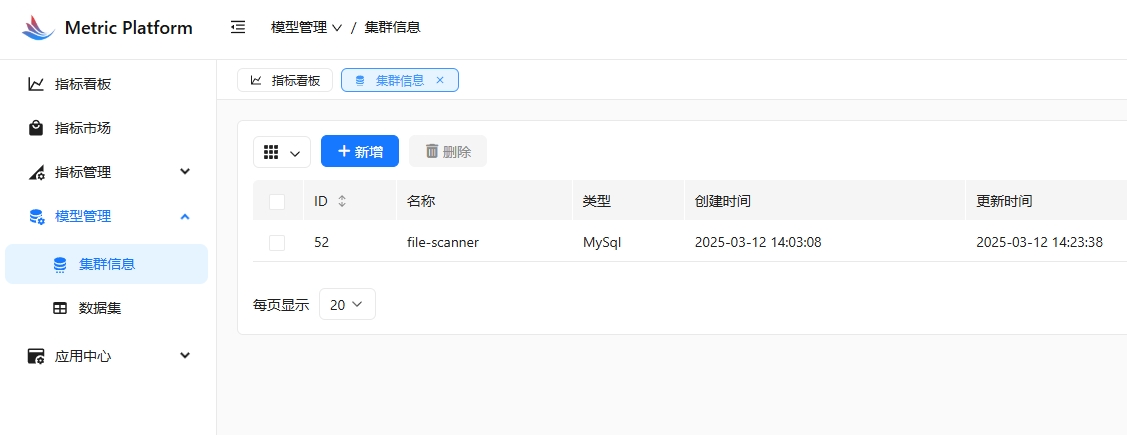 Metric Platform
模型管理 / 集群信息
指标看板
指标市场
指标管理
模型管理
集群信息
数据集
应用中心
指标看板 集群信息 ×
+ 新增 删除
ID 名称 类型 创建时间 更新时间
52 file-scanner MySql 2025-03-12 14:03:08 2025-03-12 14:23:38
每页显示 20